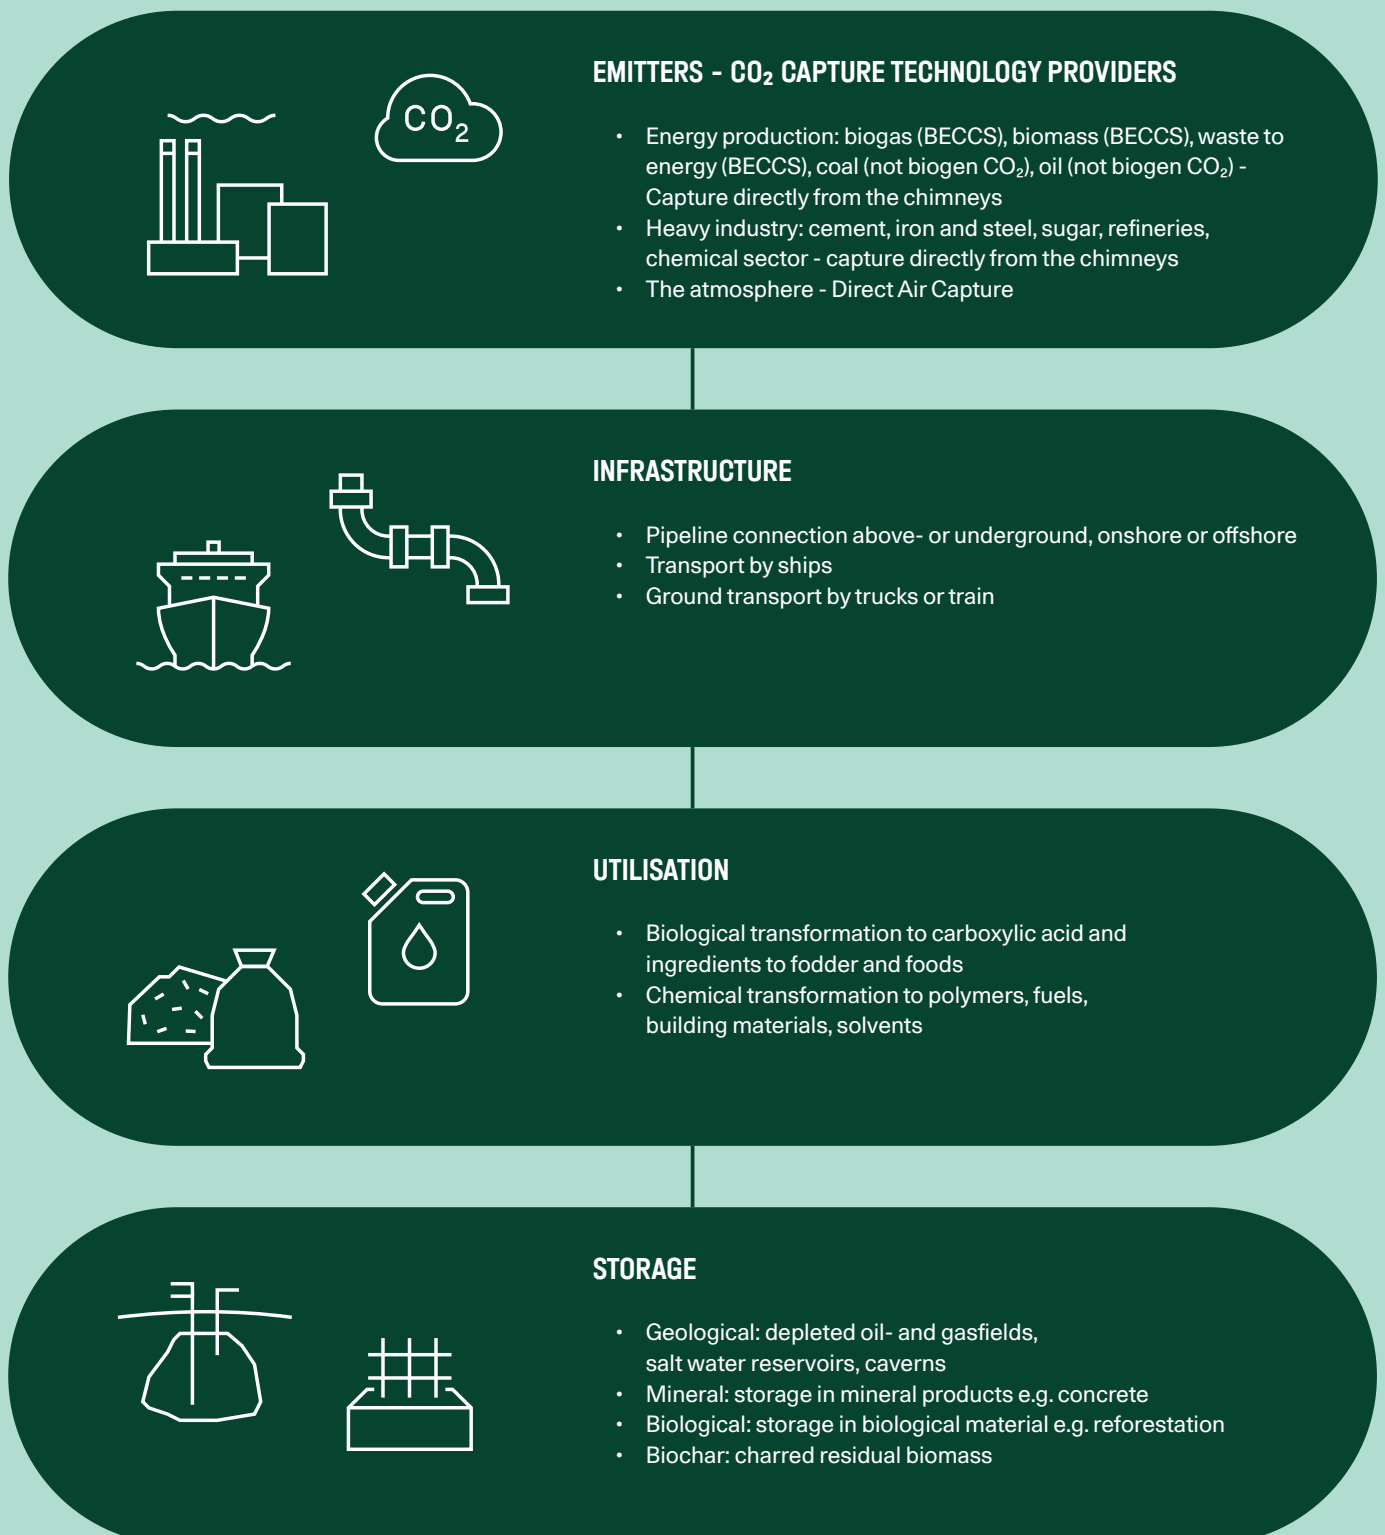 CO₂
EMITTERS - CO₂ CAPTURE TECHNOLOGY PROVIDERS
• Energy production: biogas (BECCS), biomass (BECCS), waste to
energy (BECCS), coal (not biogen CO₂), oil (not biogen CO₂) -
Capture directly from the chimneys
• Heavy industry: cement, iron and steel, sugar, refineries,
chemical sector - capture directly from the chimneys
• The atmosphere - Direct Air Capture
INFRASTRUCTURE
• Pipeline connection above- or underground, onshore or offshore
• Transport by ships
• Ground transport by trucks or train
UTILISATION
• Biological transformation to carboxylic acid and
ingredients to fodder and foods
• Chemical transformation to polymers, fuels,
building materials, solvents
STORAGE
• Geological: depleted oil- and gasfields,
salt water reservoirs, caverns
• Mineral: storage in mineral products e.g. concrete
• Biological: storage in biological material e.g. reforestation
• Biochar: charred residual biomass